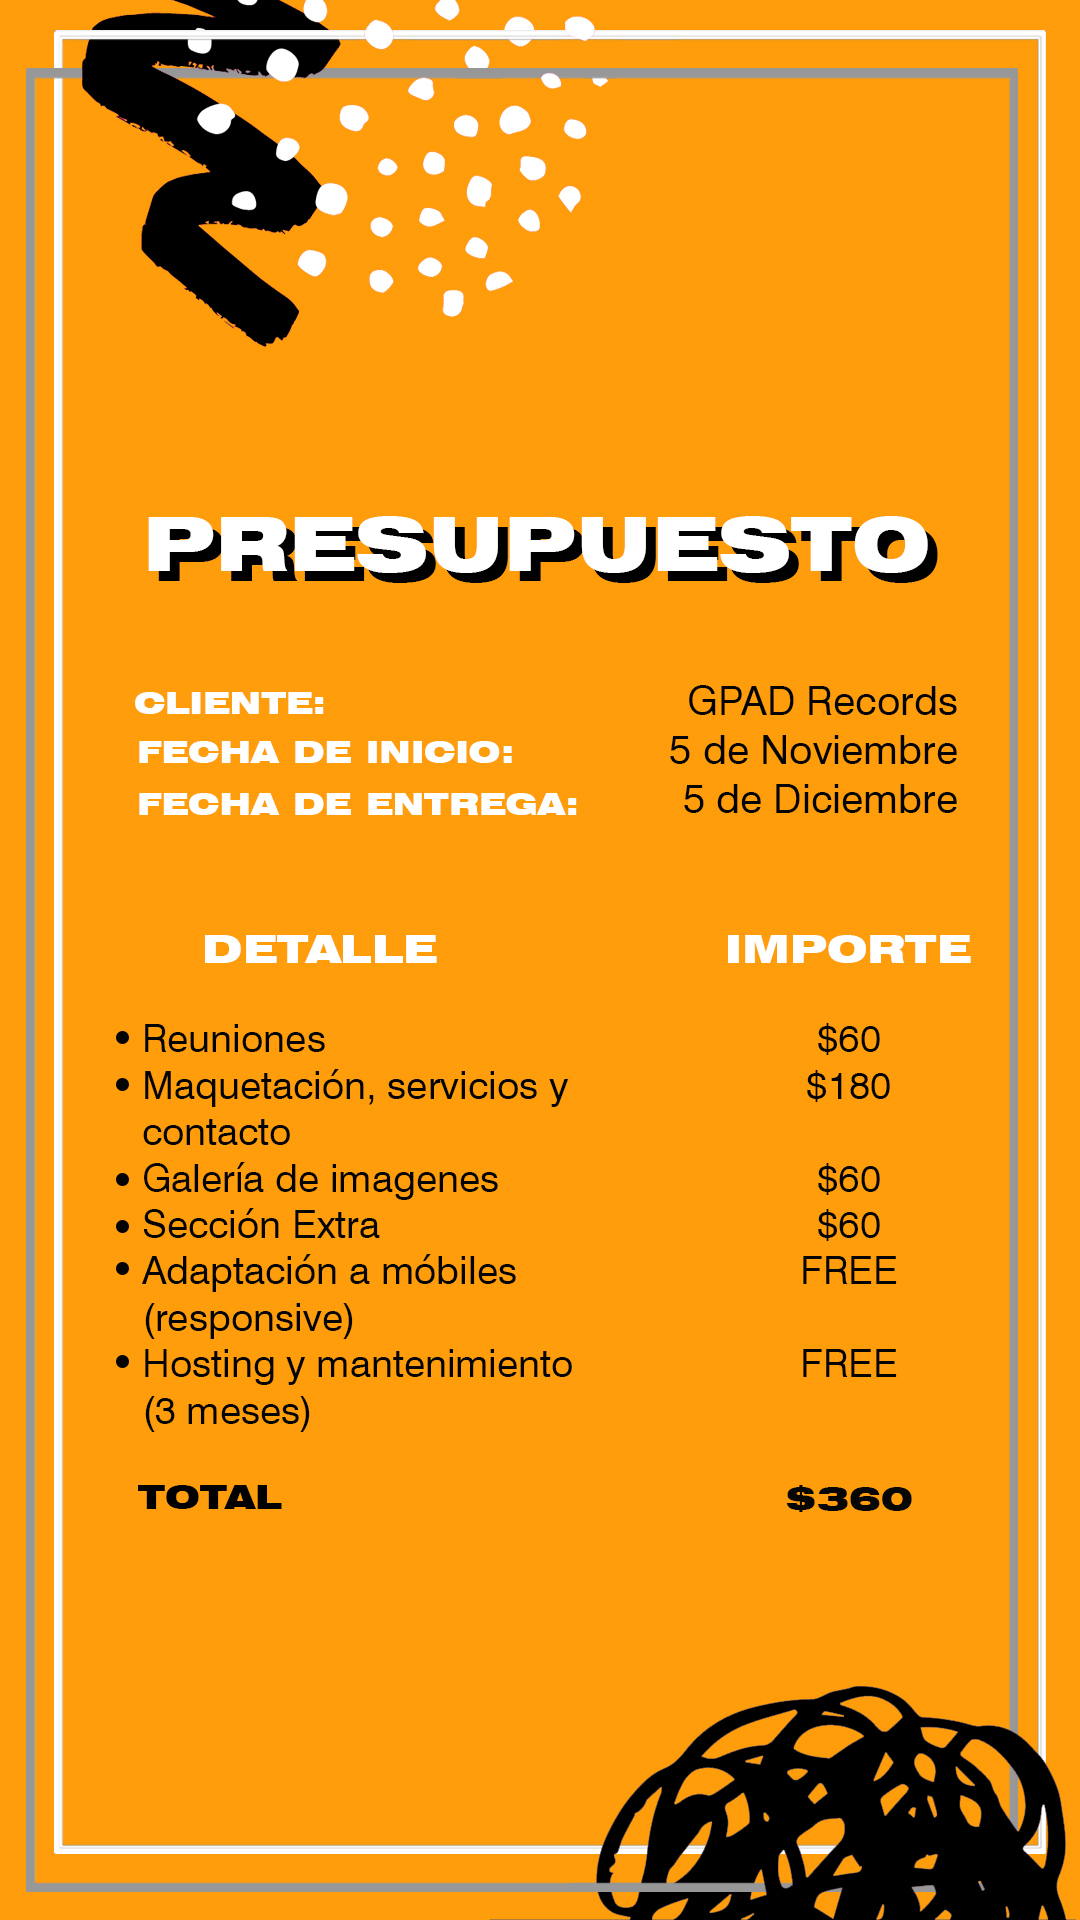 PRESUPUESTO
CLIENTE: GPAD Records
FECHA DE INICIO: 5 de Noviembre
FECHA DE ENTREGA: 5 de Diciembre
DETALLE IMPORTE
• Reuniones $60
• Maquetación, servicios y $180
contacto
• Galería de imagenes $60
• Sección Extra $60
• Adaptación a móbiles FREE
(responsive)
• Hosting y mantenimiento FREE
(3 meses)
TOTAL $360